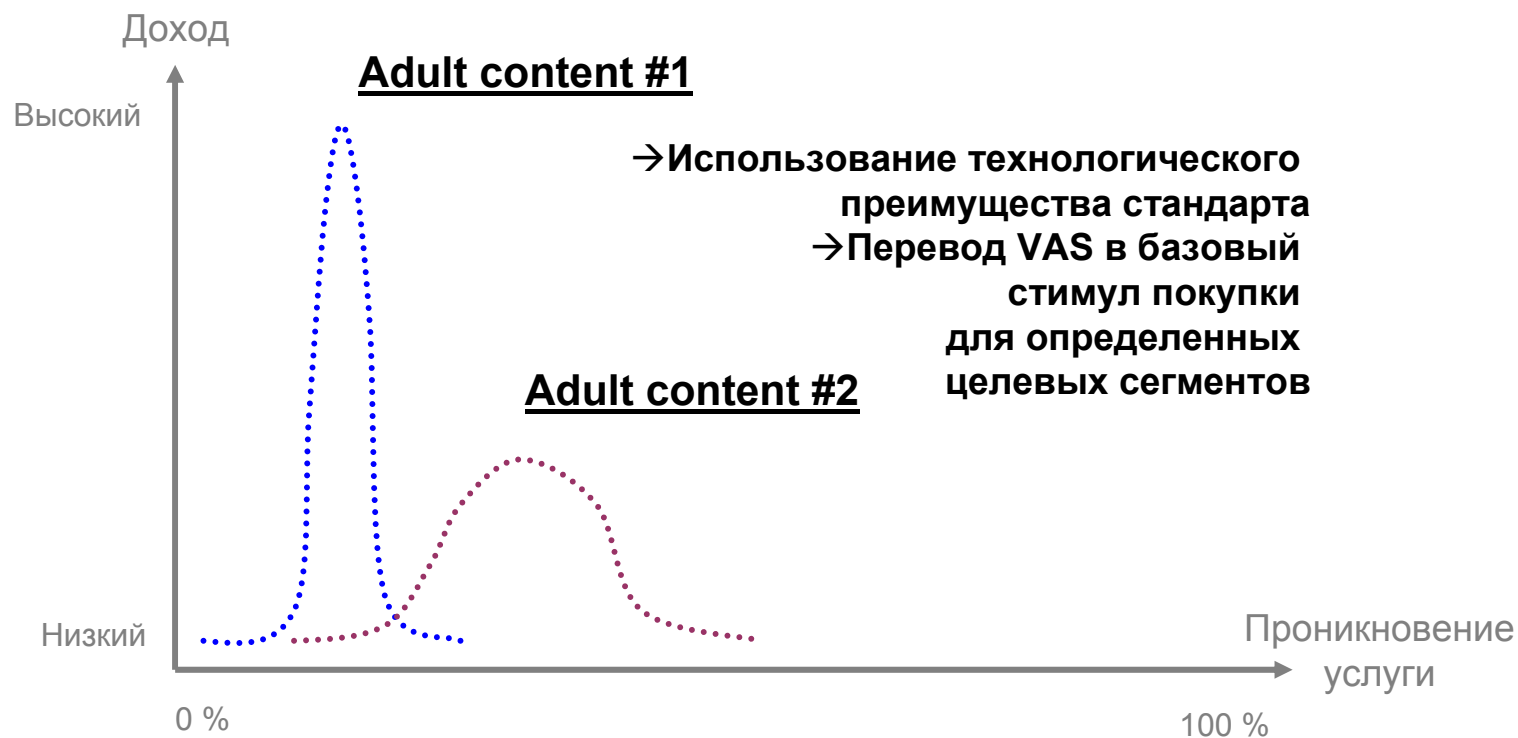 Доход
Adult content #1
Высокий
→Использование технологического
преимущества стандарта
→Перевод VAS в базовый
стимул покупки
для определенных
целевых сегментов
Adult content #2
Низкий
Проникновение
услуги
0 %
100 %